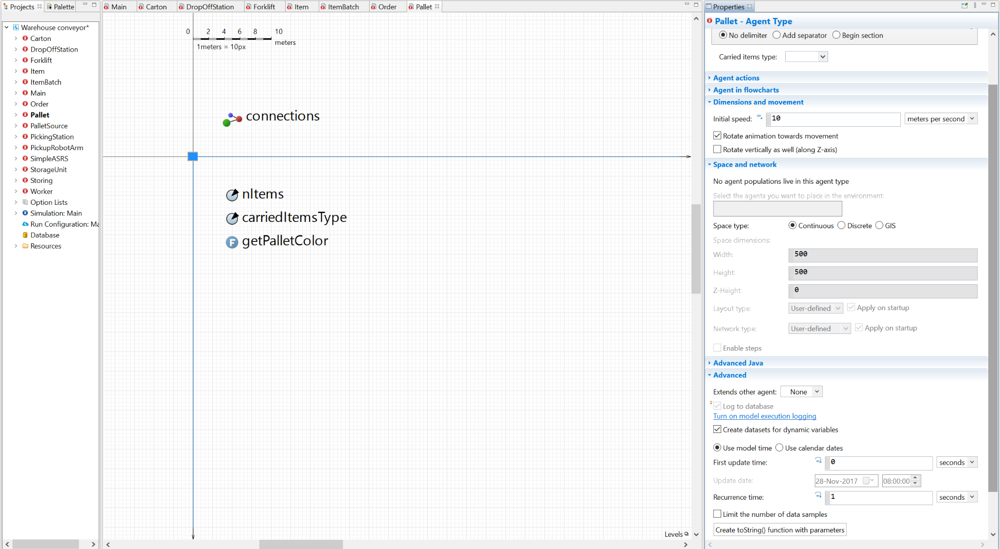 Projects
Palette
Warehouse conveyor*
Carton
DropOffStation
Forklift
Item
ItemBatch
Main
Order
Pallet
PalletSource
PickingStation
PickupRobotArm
SimpleASRS
StorageUnit
Storing
Worker
Option Lists
Simulation: Main
Run Configuration: Ma
Database
Resources
Main
Carton
DropOffStation
Forklift
Item
ItemBatch
Order
Pallet
0 2 4 6 8 10
meters
1meters = 10px
connections
nItems
carriedItemsType
getPalletColor
Levels
Properties
Pallet - Agent Type
No delimiter Add separator Begin section
Carried items type:
Agent actions
Agent in flowcharts
Dimensions and movement
Initial speed: 10 meters per second
Rotate animation towards movement
Rotate vertically as well (along Z-axis)
Space and network
No agent populations live in this agent type
Select the agents you want to place in the environment:
Space type: Continuous Discrete GIS
Space dimensions:
Width: 500
Height: 500
Z-Height: 0
Layout type: User-defined Apply on startup
Network type: User-defined Apply on startup
Enable steps
Advanced Java
Advanced
Extends other agent: None
Log to database
Turn on model execution logging
Create datasets for dynamic variables
Use model time Use calendar dates
First update time: 0 seconds
Update date: 28-Nov-2017 08:00:00
Recurrence time: 1 seconds
Limit the number of data samples
Create toString() function with parameters